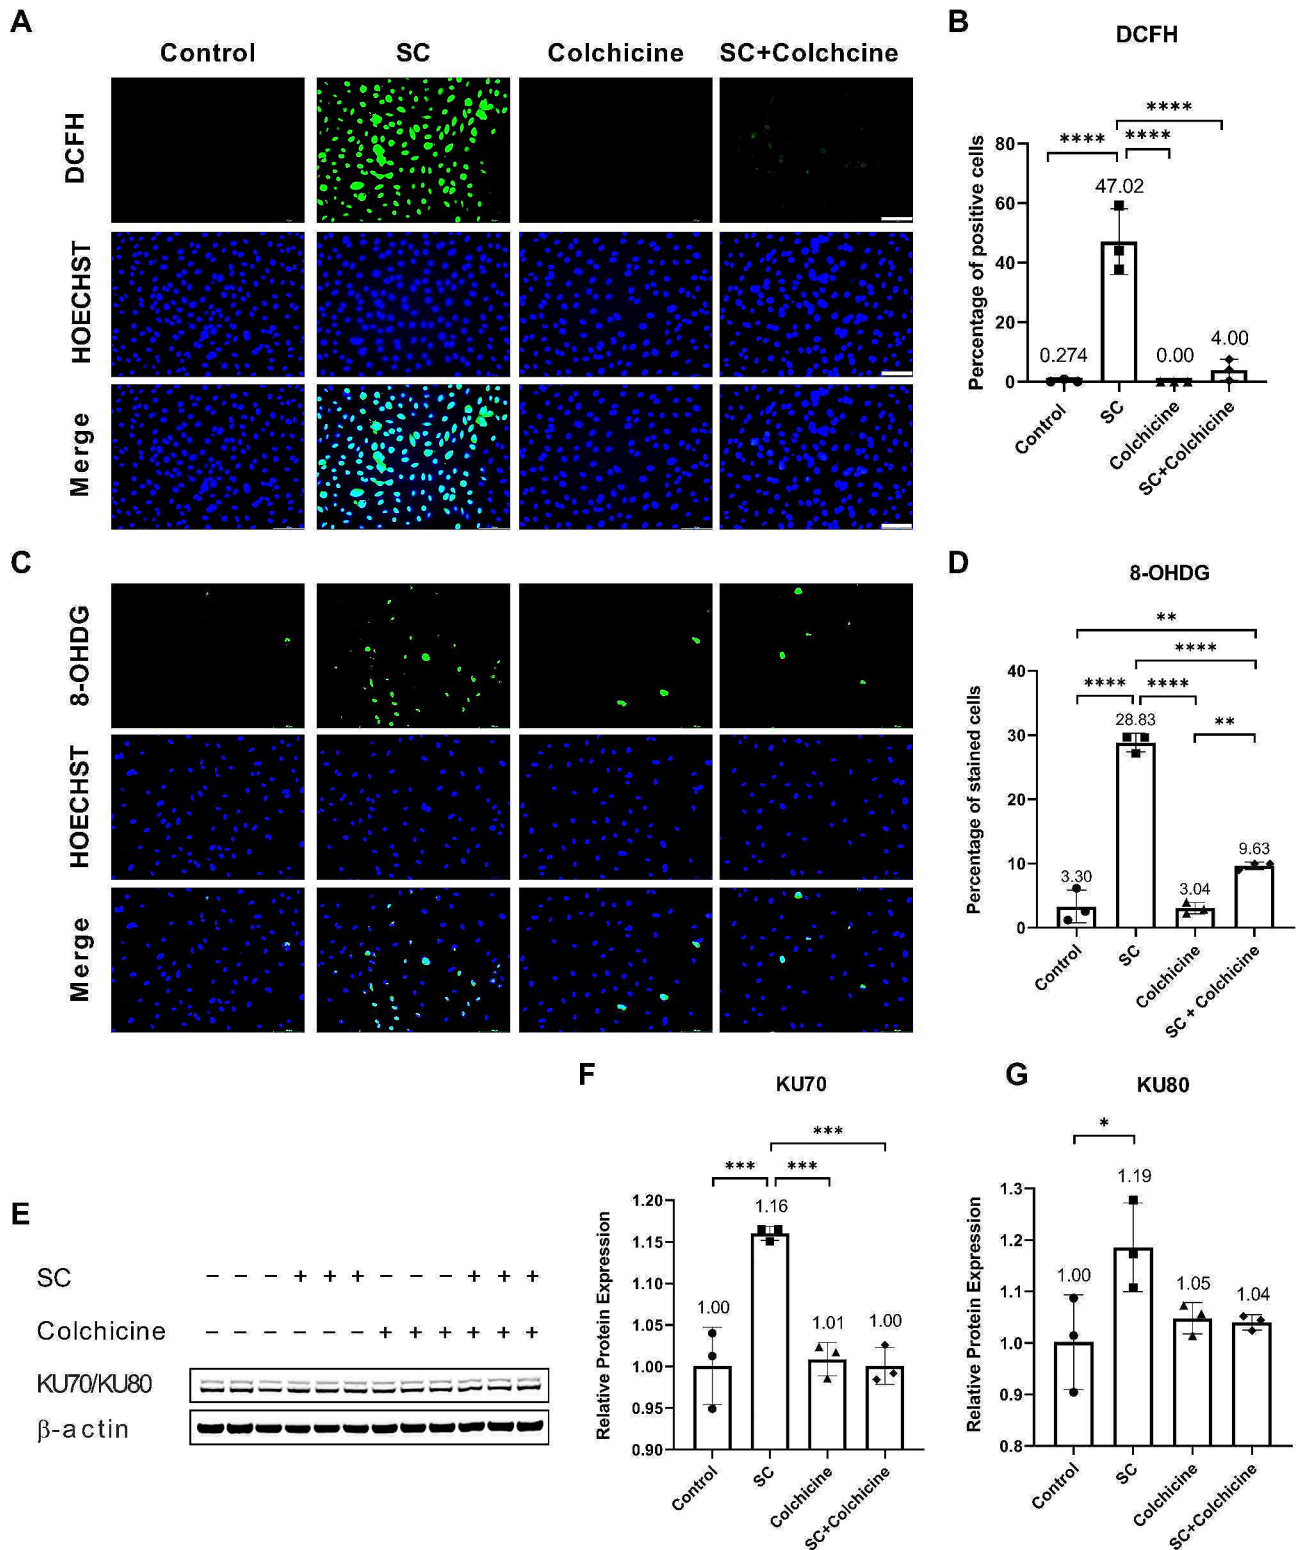 A
Control SC Colchicine SC+Colchcine
DCFH
HOECHST
Merge
B
DCFH
Percentage of positive cells
80
60
40
20
0
**** **** ****
0.274
47.02
0.00
4.00
Control
SC
Colchicine
SC+Colchicine
C
8-OHDG
HOECHST
Merge
D
8-OHDG
Percentage of stained cells
40
30
20
10
0
**
****
**** ****
**
3.30
28.83
3.04
9.63
Control
SC
Colchicine
SC + Colchicine
E
SC − − − + + + − − − + + +
Colchicine − − − − − − + + + + + +
KU70/KU80
β-actin
F
KU70
Relative Protein Expression
1.20
1.15
1.10
1.05
1.00
0.95
0.90
***
*** ***
1.00
1.16
1.01
1.00
Control
SC
Colchicine
SC+Colchicine
G
KU80
Relative Protein Expression
1.3
1.2
1.1
1.0
0.9
0.8
*
1.00
1.19
1.05
1.04
Control
SC
Colchicine
SC+Colchicine